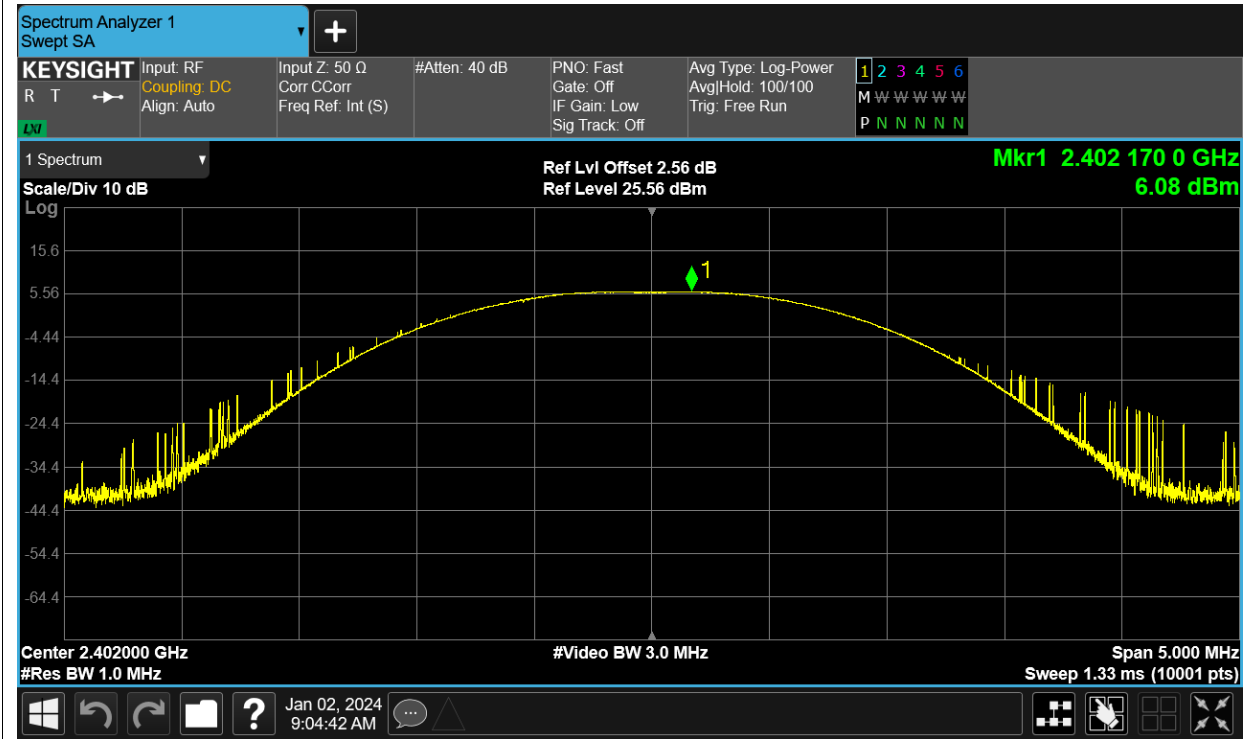 Spectrum Analyzer 1
Swept SA
KEYSIGHT Input: RF Input Z: 50 Ω #Atten: 40 dB PNO: Fast Avg Type: Log-Power 1 2 3 4 5 6
R T Coupling: DC Corr CCorr Gate: Off Avg|Hold: 100/100 M W W W W W
Align: Auto Freq Ref: Int (S) IF Gain: Low Trig: Free Run
LXI Sig Track: Off P N N N N N
1 Spectrum Ref Lvl Offset 2.56 dB Mkr1 2.402 170 0 GHz
Scale/Div 10 dB Ref Level 25.56 dBm 6.08 dBm
Log
15.6
1
5.56
-4.44
-14.4
-24.4
-34.4
-44.4
-54.4
-64.4
Center 2.402000 GHz #Video BW 3.0 MHz Span 5.000 MHz
#Res BW 1.0 MHz Sweep 1.33 ms (10001 pts)
? Jan 02, 2024
9:04:42 AM